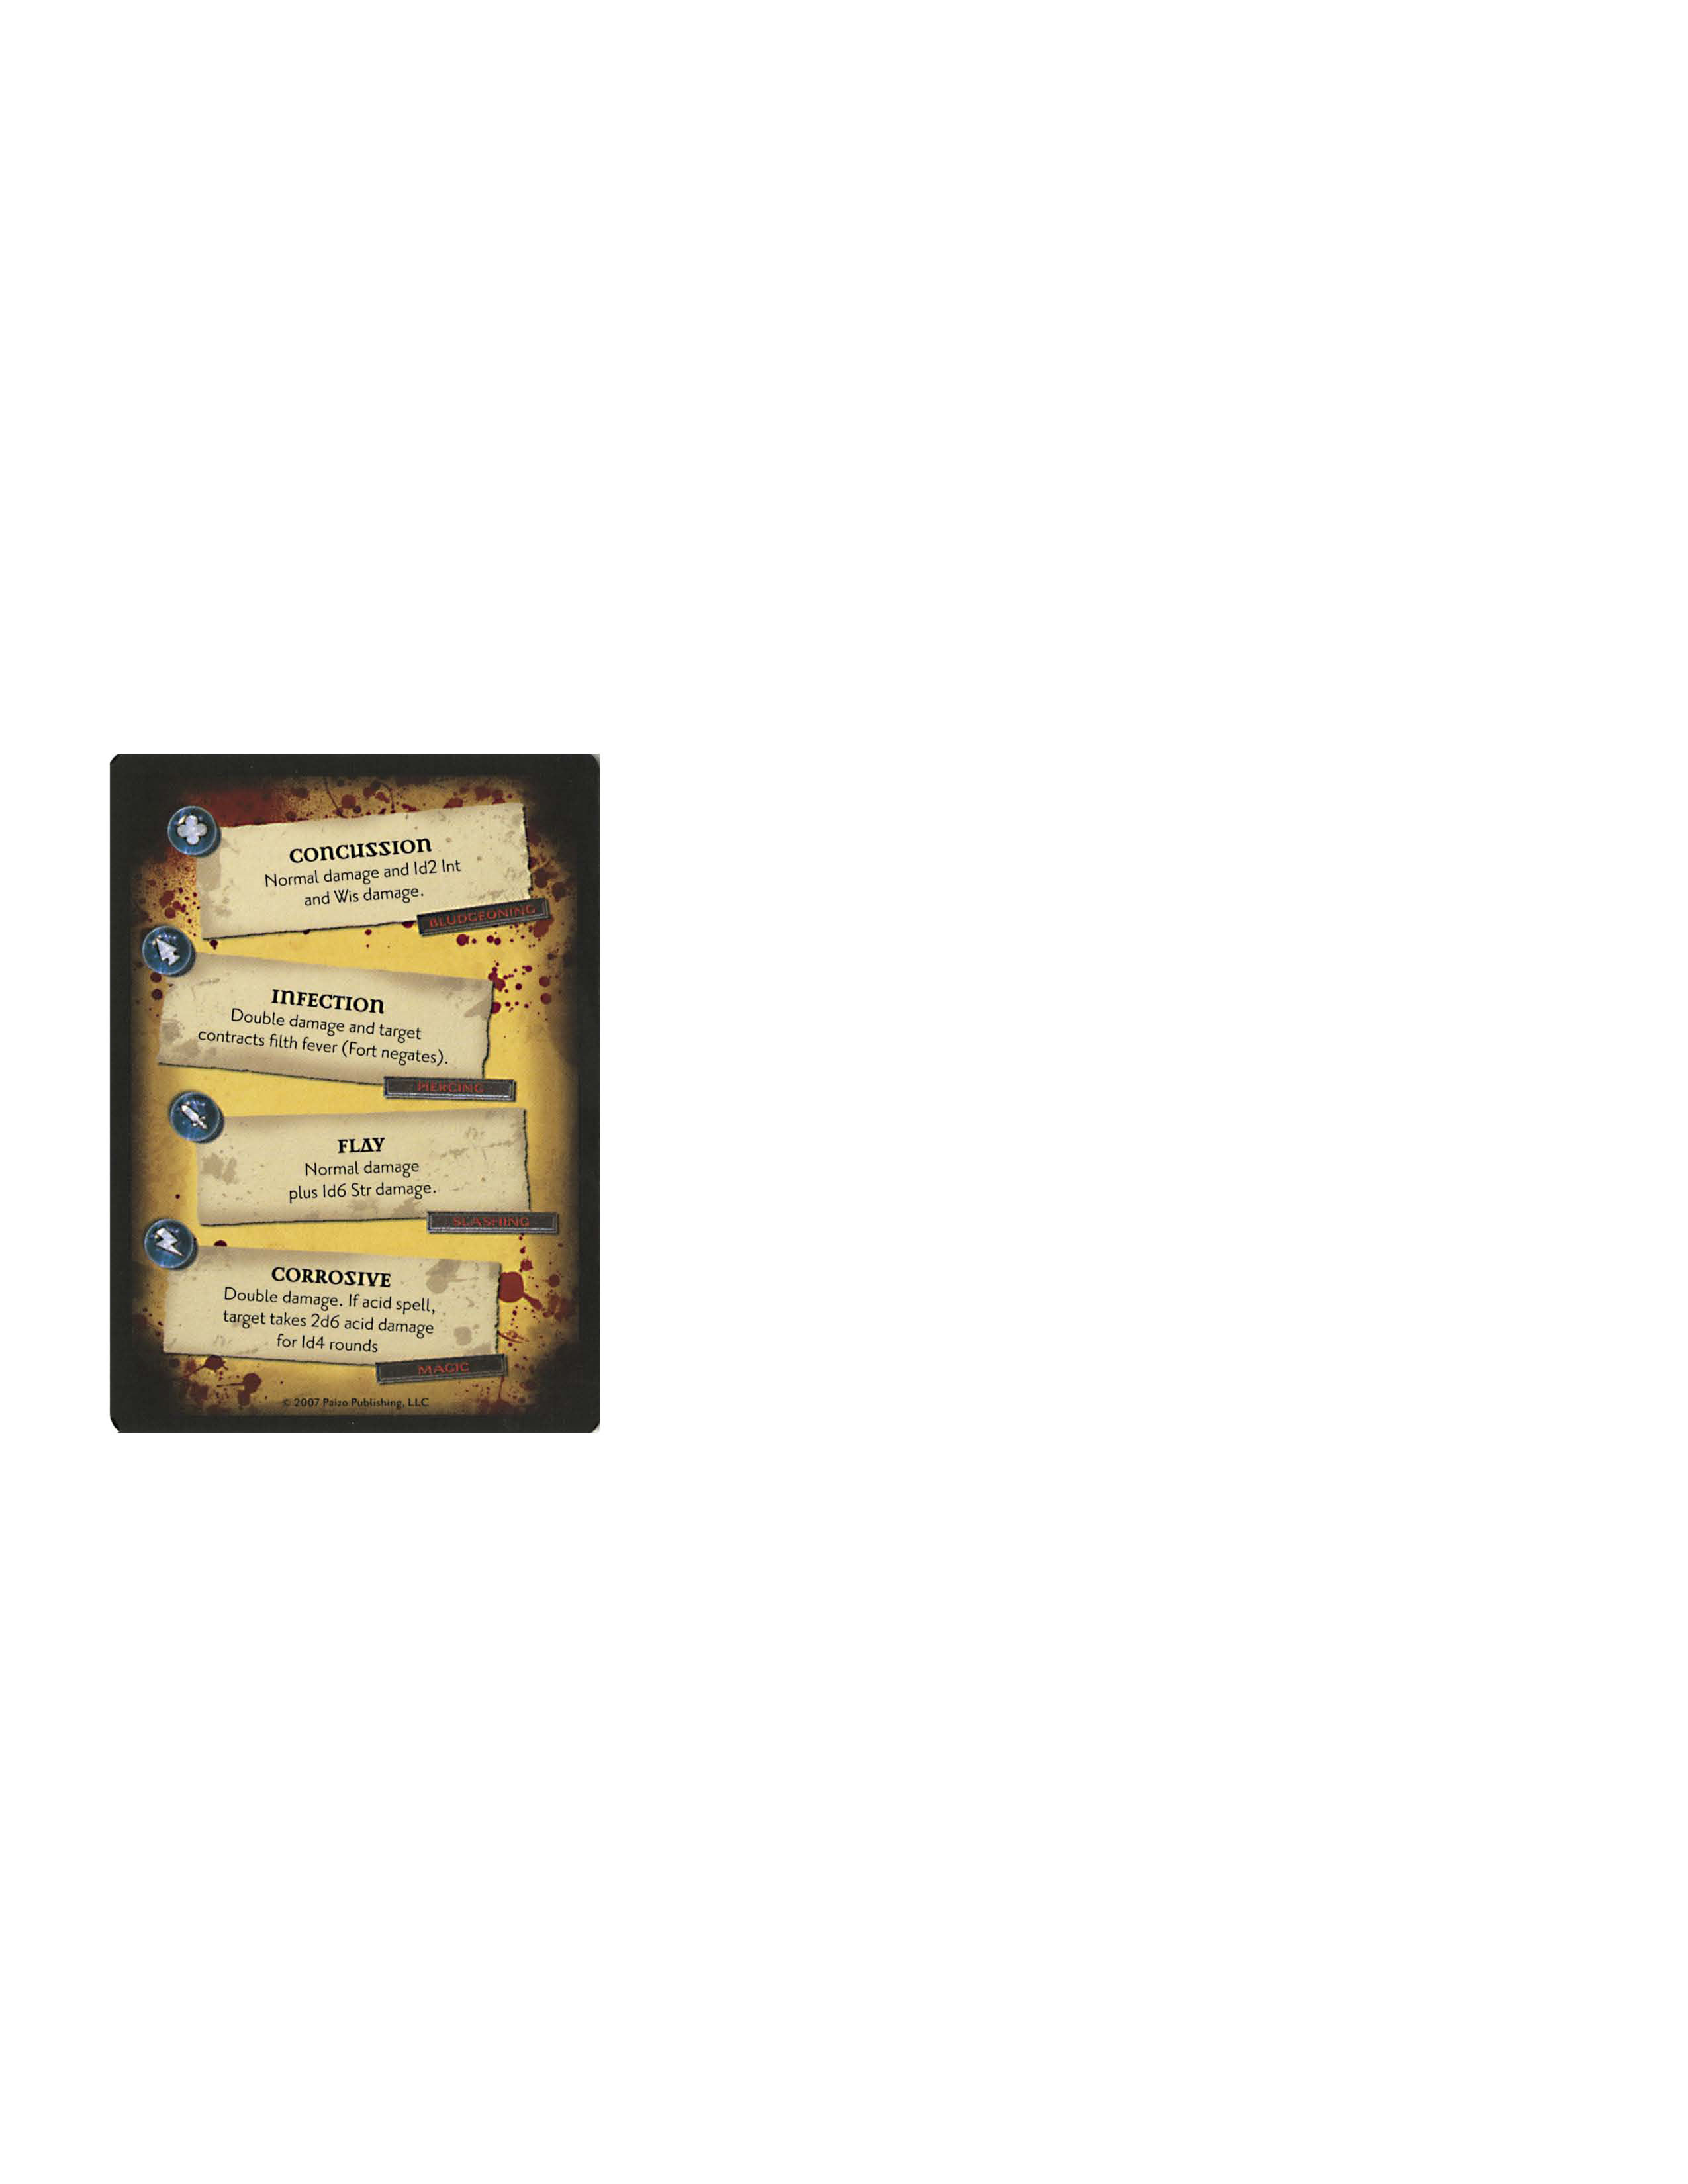 CONCUSSION
Normal damage and 1d2 Int
and Wis damage.
BLUDGEONING
INFECTION
Double damage and target
contracts filth fever (Fort negates).
PIERCING
FLAY
Normal damage
plus 1d6 Str damage.
SLASHING
CORROSIVE
Double damage. If acid spell,
target takes 2d6 acid damage
for 1d4 rounds
MAGIC
© 2007 Paizo Publishing, LLC